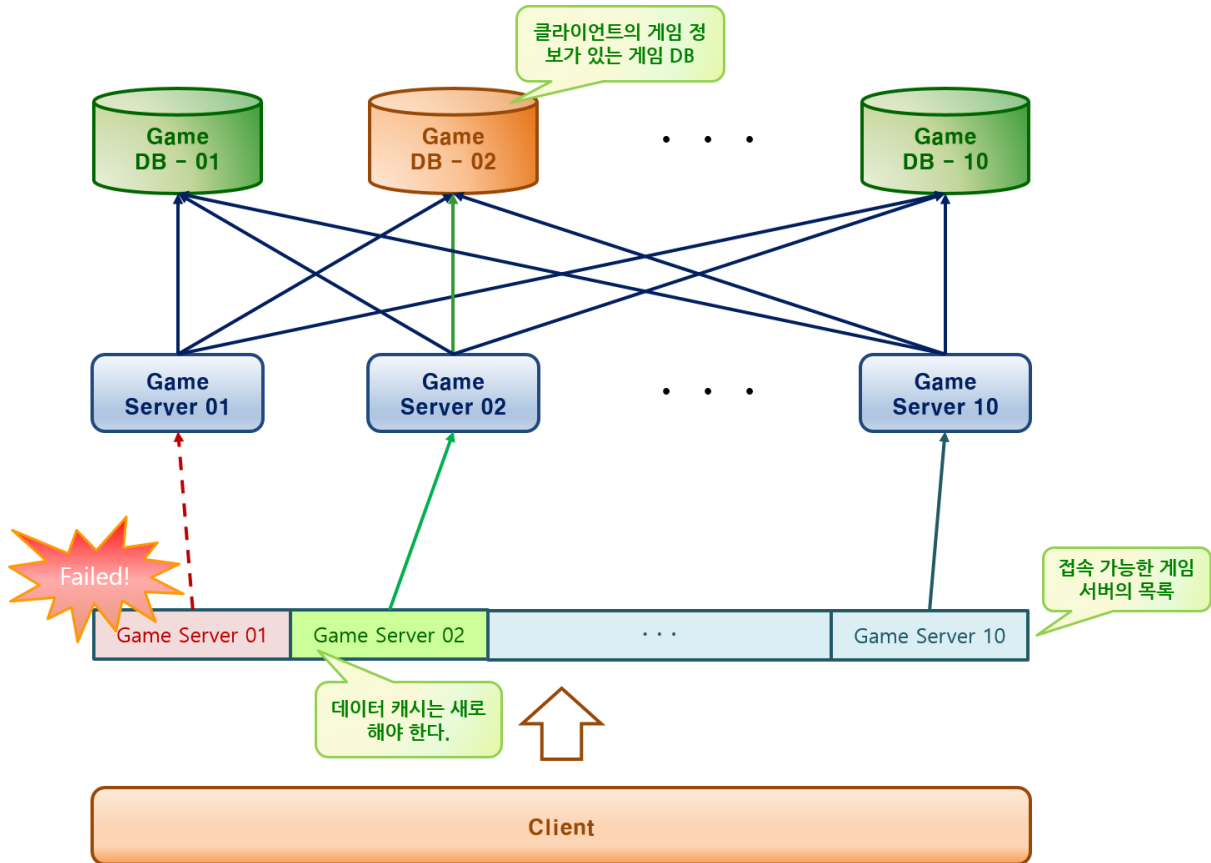 클라이언트의 게임 정
보가 있는 게임 DB
Game
DB - 01
Game
DB - 02
. . .
Game
DB - 10
Game
Server 01
Game
Server 02
. . .
Game
Server 10
Failed!
접속 가능한 게임
서버의 목록
Game Server 01
Game Server 02
...
Game Server 10
데이터 캐시는 새로
해야 한다.
Client